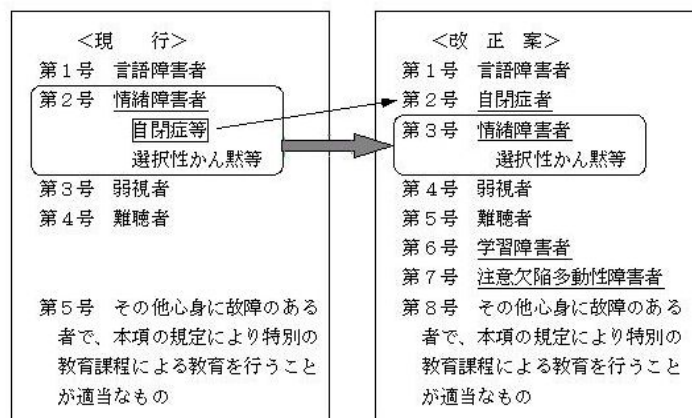 <現　行>
第1号　言語障害者
第2号　情緒障害者
自閉症等
選択性かん黙等
第3号　弱視者
第4号　難聴者
第5号　その他心身に故障のある
者で、本項の規定により特別の
教育課程による教育を行うこと
が適当なもの
<改　正　案>
第1号　言語障害者
第2号　自閉症者
第3号　情緒障害者
選択性かん黙等
第4号　弱視者
第5号　難聴者
第6号　学習障害者
第7号　注意欠陥多動性障害者
第8号　その他心身に故障のある
者で、本項の規定により特別の
教育課程による教育を行うこと
が適当なもの